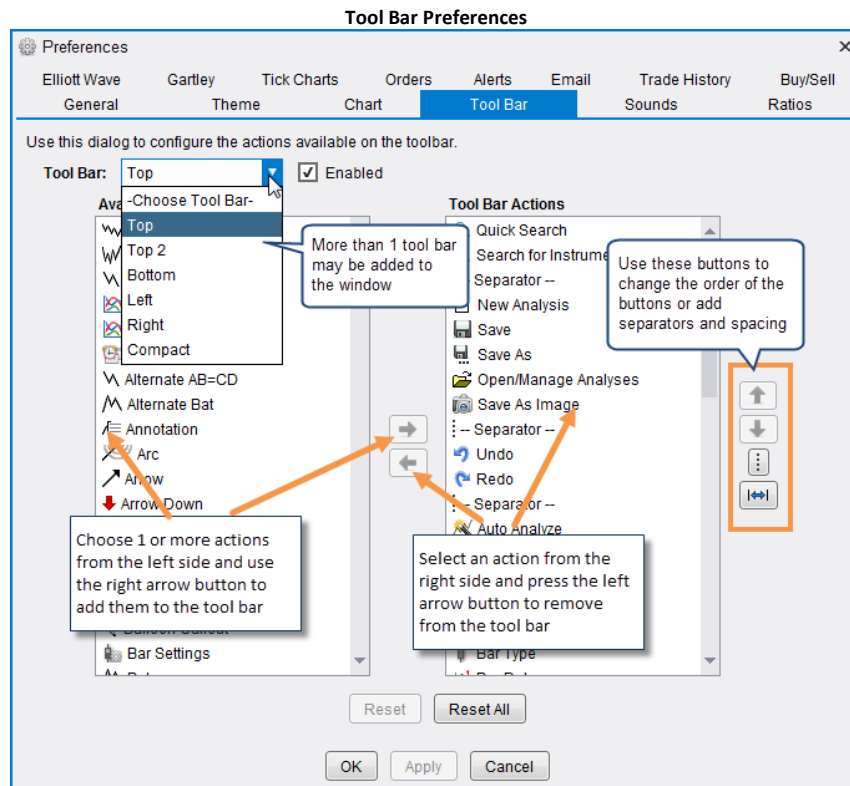 Tool Bar Preferences
Preferences
Elliott Wave Gartley Tick Charts Orders Alerts Email Trade History Buy/Sell
General Theme Chart Tool Bar Sounds Ratios
Use this dialog to configure the actions available on the toolbar.
Tool Bar: Top Enabled
-Choose Tool Bar-
Top
Top 2
Bottom
Left
Right
Compact
Alternate AB=CD
Alternate Bat
Annotation
Arc
Arrow
Arrow Down
Bar Settings
More than 1 tool bar
may be added to
the window
Choose 1 or more actions
from the left side and use
the right arrow button to
add them to the tool bar
Tool Bar Actions
Quick Search
Search for Instrume
Separator --
New Analysis
Save
Save As
Open/Manage Analyses
Save As Image
-- Separator --
Undo
Redo
-- Separator --
Auto Analyze
Bar Type
Use these buttons to
change the order of the
buttons or add
separators and spacing
Select an action from the
right side and press the left
arrow button to remove
from the tool bar
Reset Reset All
OK Apply Cancel